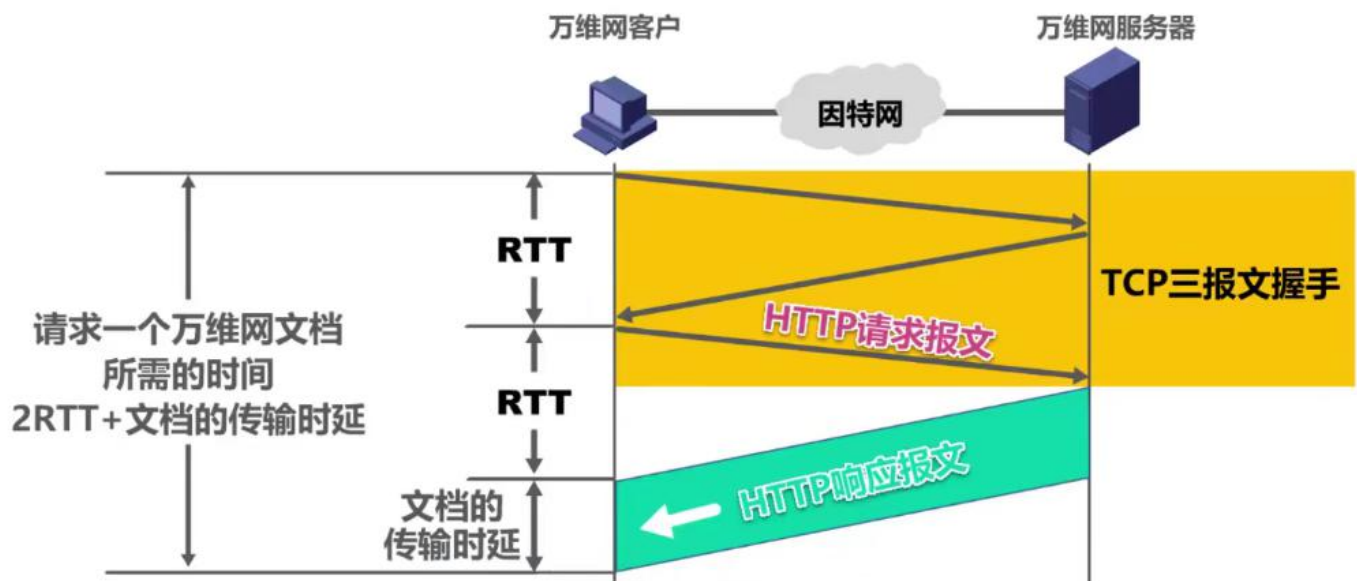 万维网客户
万维网服务器
因特网
RTT
TCP三报文握手
HTTP请求报文
请求一个万维网文档
所需的时间
2RTT+文档的传输时延
RTT
HTTP响应报文
文档的
传输时延